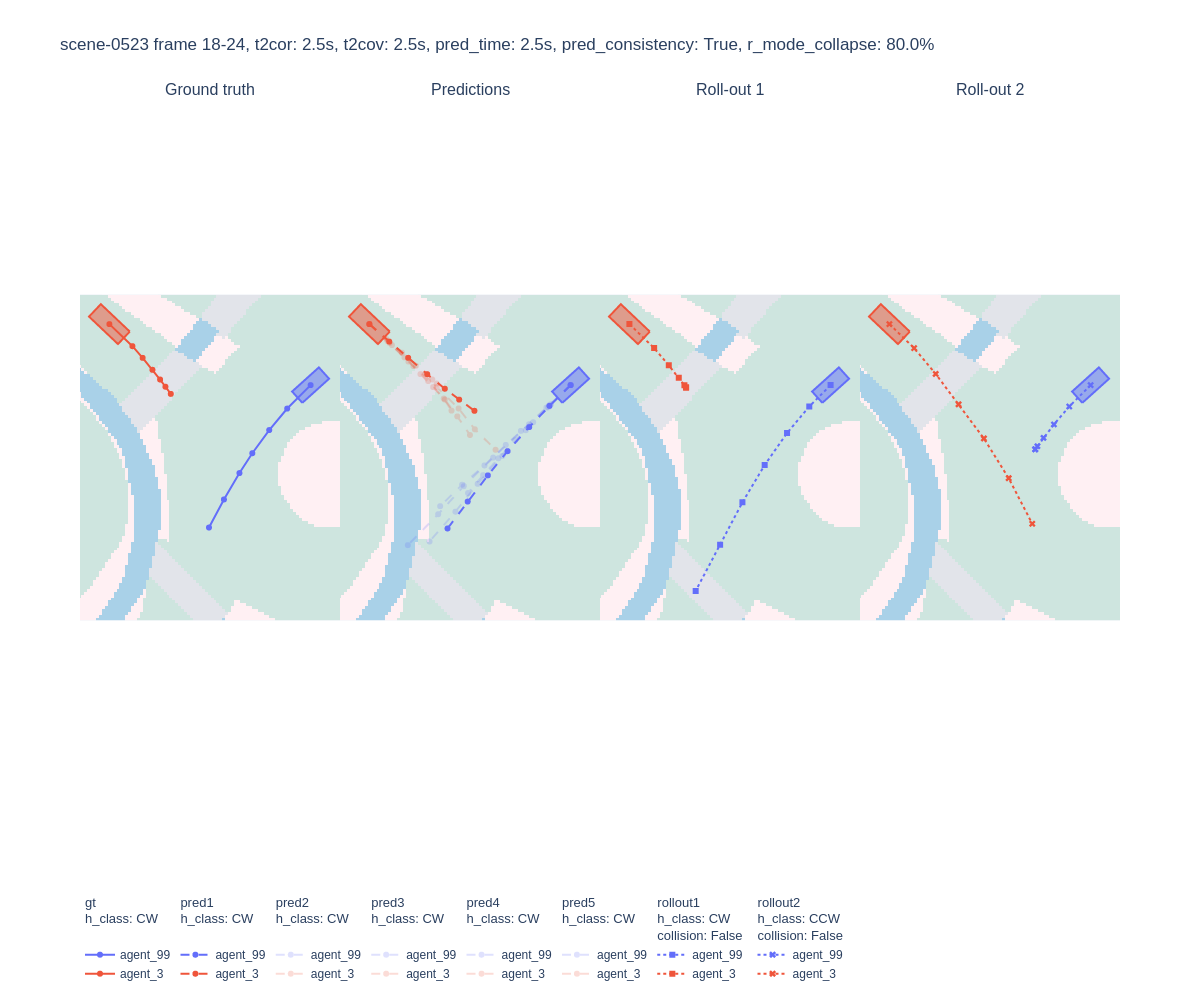 scene-0523 frame 18-24, t2cor: 2.5s, t2cov: 2.5s, pred_time: 2.5s, pred_consistency: True, r_mode_collapse: 80.0%
Ground truth
Predictions
Roll-out 1
Roll-out 2
gt
h_class: CW
agent_99
agent_3
pred1
h_class: CW
agent_99
agent_3
pred2
h_class: CW
agent_99
agent_3
pred3
h_class: CW
agent_99
agent_3
pred4
h_class: CW
agent_99
agent_3
pred5
h_class: CW
agent_99
agent_3
rollout1
h_class: CW
collision: False
agent_99
agent_3
rollout2
h_class: CCW
collision: False
agent_99
agent_3